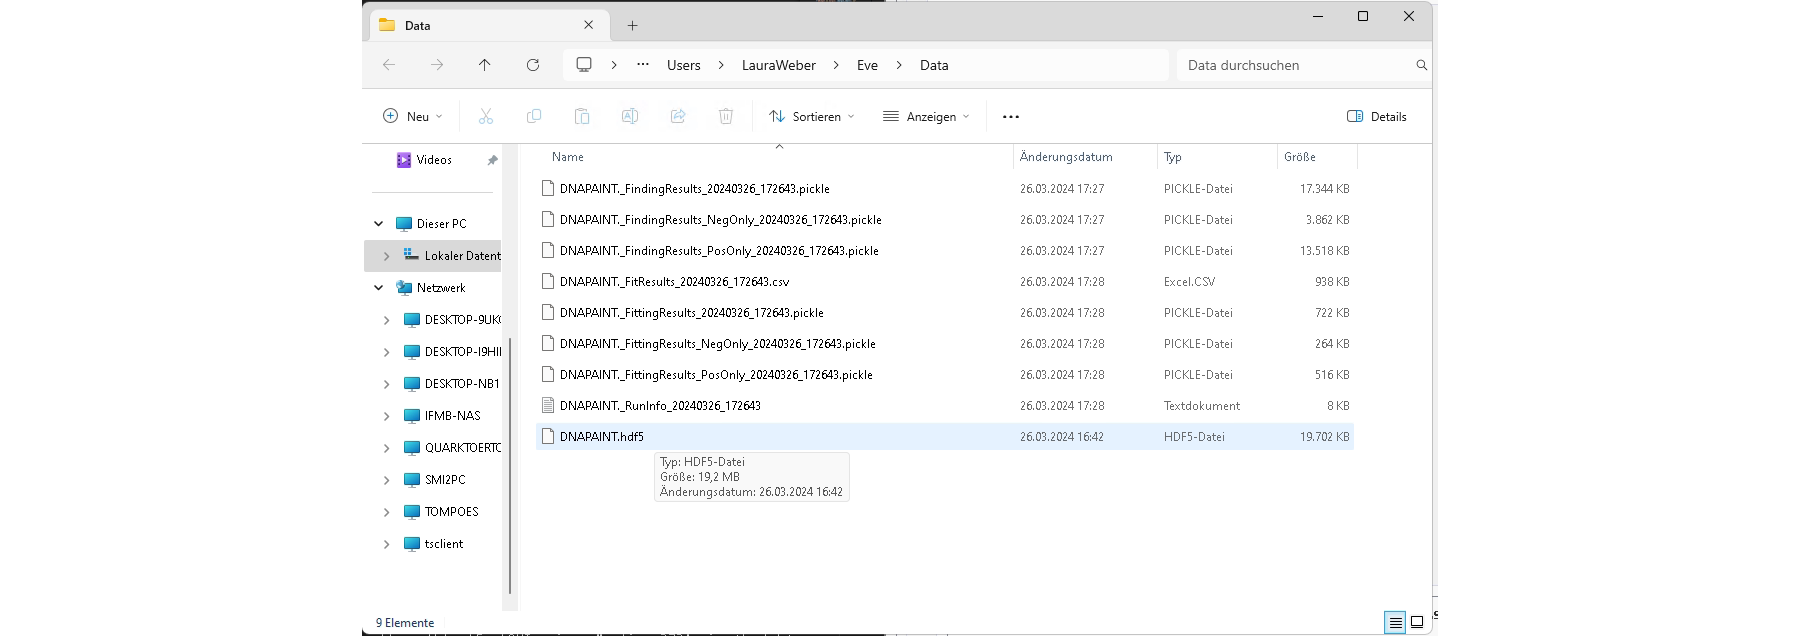 Data
Users > LauraWeber > Eve > Data
Data durchsuchen
Neu
Sortieren
Anzeigen
Details
Videos
Dieser PC
Lokaler Datent
Netzwerk
DESKTOP-9UK
DESKTOP-I9HI
DESKTOP-NB1
IFMB-NAS
QUARKTOERTC
SMI2PC
TOMPOES
tsclient
Name Änderungsdatum Typ Größe
DNAPAINT._FindingResults_20240326_172643.pickle 26.03.2024 17:27 PICKLE-Datei 17.344 KB
DNAPAINT._FindingResults_NegOnly_20240326_172643.pickle 26.03.2024 17:27 PICKLE-Datei 3.862 KB
DNAPAINT._FindingResults_PosOnly_20240326_172643.pickle 26.03.2024 17:27 PICKLE-Datei 13.518 KB
DNAPAINT._FitResults_20240326_172643.csv 26.03.2024 17:28 Excel.CSV 938 KB
DNAPAINT._FittingResults_20240326_172643.pickle 26.03.2024 17:28 PICKLE-Datei 722 KB
DNAPAINT._FittingResults_NegOnly_20240326_172643.pickle 26.03.2024 17:28 PICKLE-Datei 264 KB
DNAPAINT._FittingResults_PosOnly_20240326_172643.pickle 26.03.2024 17:28 PICKLE-Datei 516 KB
DNAPAINT._RunInfo_20240326_172643 26.03.2024 17:28 Textdokument 8 KB
DNAPAINT.hdf5 26.03.2024 16:42 HDF5-Datei 19.702 KB
Typ: HDF5-Datei
Größe: 19,2 MB
Änderungsdatum: 26.03.2024 16:42
9 Elemente